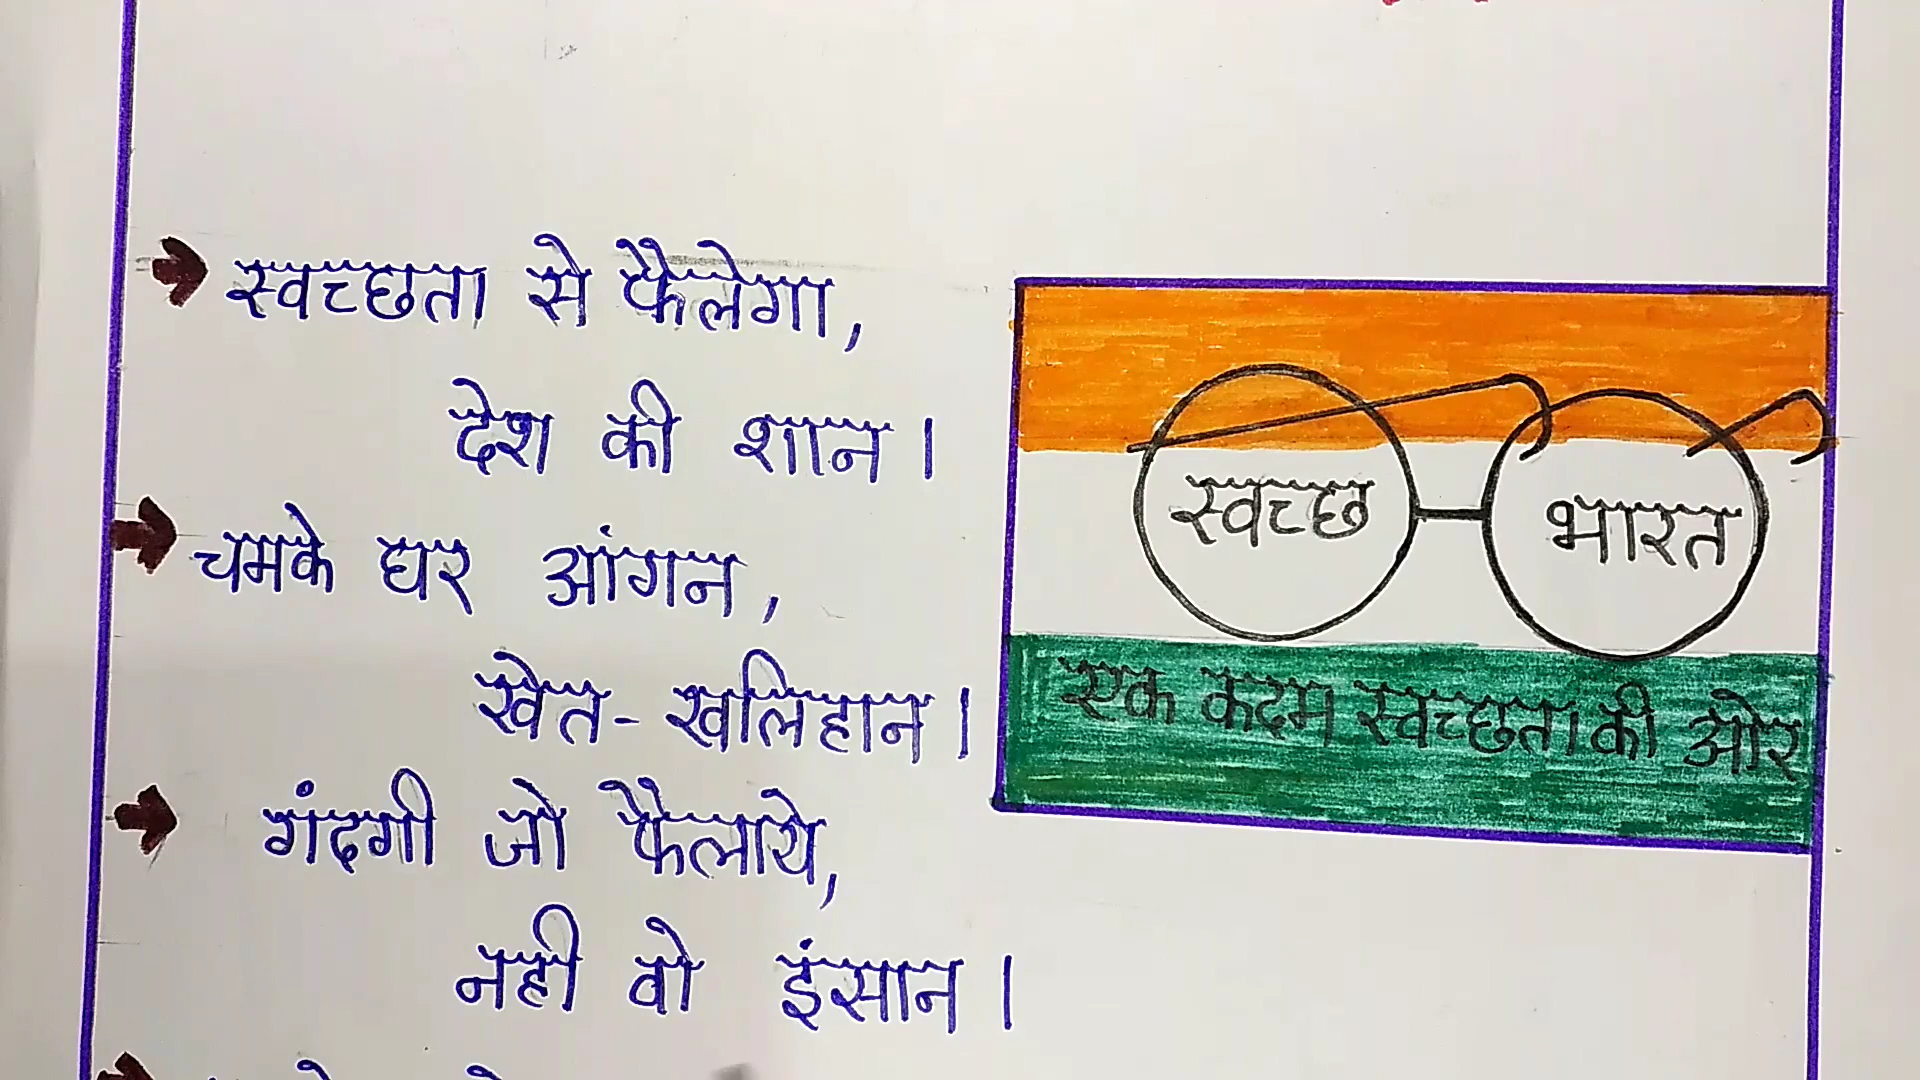 स्वच्छता से फैलेगा,
देश की शान।
चमके घर आंगन,
खेत-खलिहान।
गंदगी जो फैलाये,
नही वो इंसान।
स्वच्छ भारत
एक कदम स्वच्छता की ओर